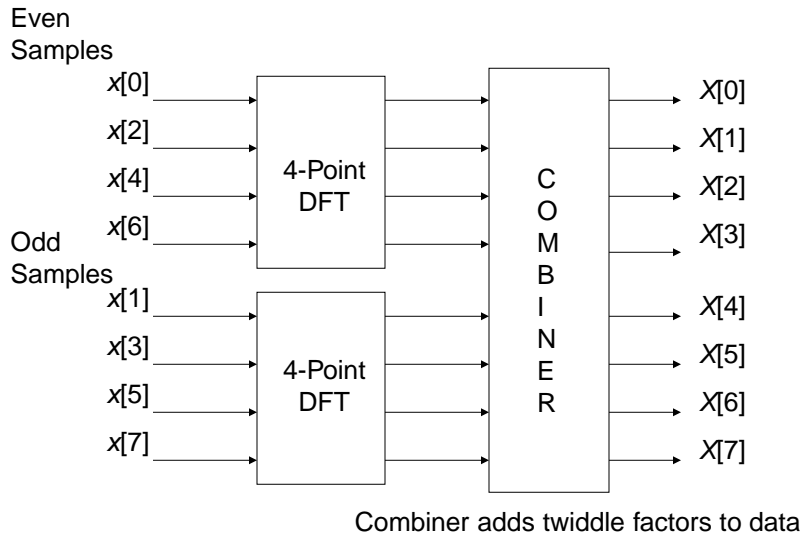 Even
Samples
x[0]
x[2]
x[4]
x[6]
Odd
Samples
x[1]
x[3]
x[5]
x[7]
4-Point
DFT
4-Point
DFT
C
O
M
B
I
N
E
R
X[0]
X[1]
X[2]
X[3]
X[4]
X[5]
X[6]
X[7]
Combiner adds twiddle factors to data